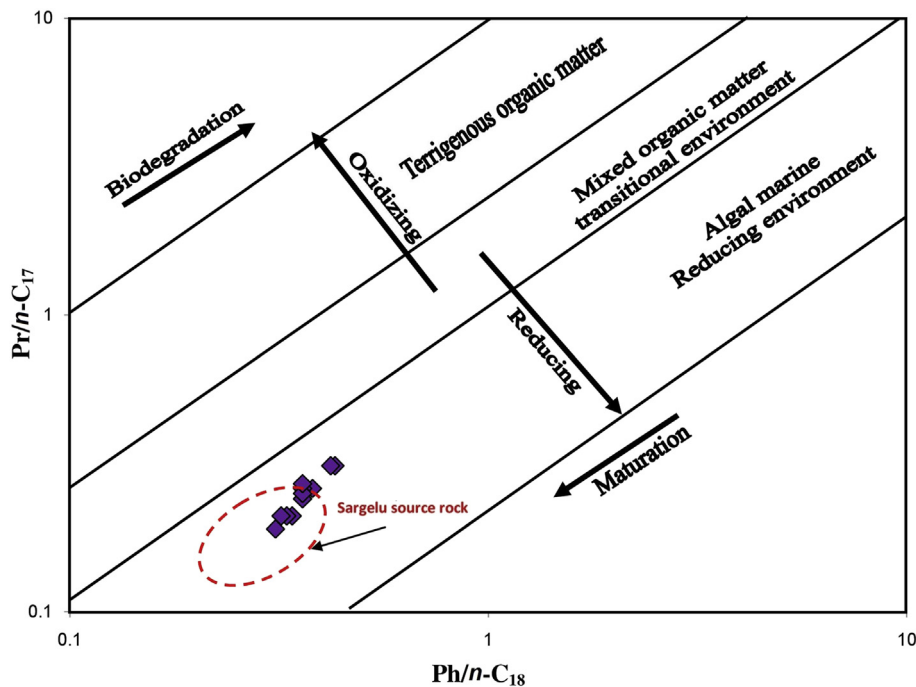 10
Biodegradation
Oxidizing
Terrigenous organic matter
Mixed organic matter
transitional environment
Algal marine
Reducing environment
Pr/n-C17
1
Reducing
Maturation
Sargelu source rock
0.1
0.1
1
10
Ph/n-C18